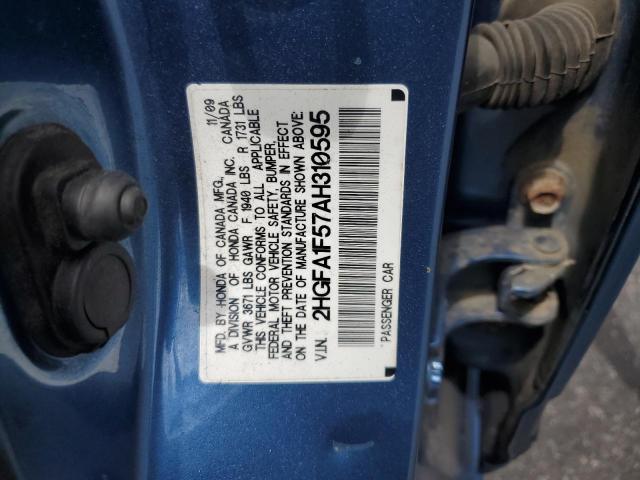 MFD. BY HONDA OF CANADA MFG., 11/09
A DIVISION OF HONDA CANADA INC. CANADA
GVWR 3671 LBS GAWR F 1940 LBS R 1731 LBS
THIS VEHICLE CONFORMS TO ALL APPLICABLE
FEDERAL MOTOR VEHICLE SAFETY, BUMPER,
AND THEFT PREVENTION STANDARDS IN EFFECT
ON THE DATE OF MANUFACTURE SHOWN ABOVE:
V.I.N. 2HGFA1F57AH310595
PASSENGER CAR